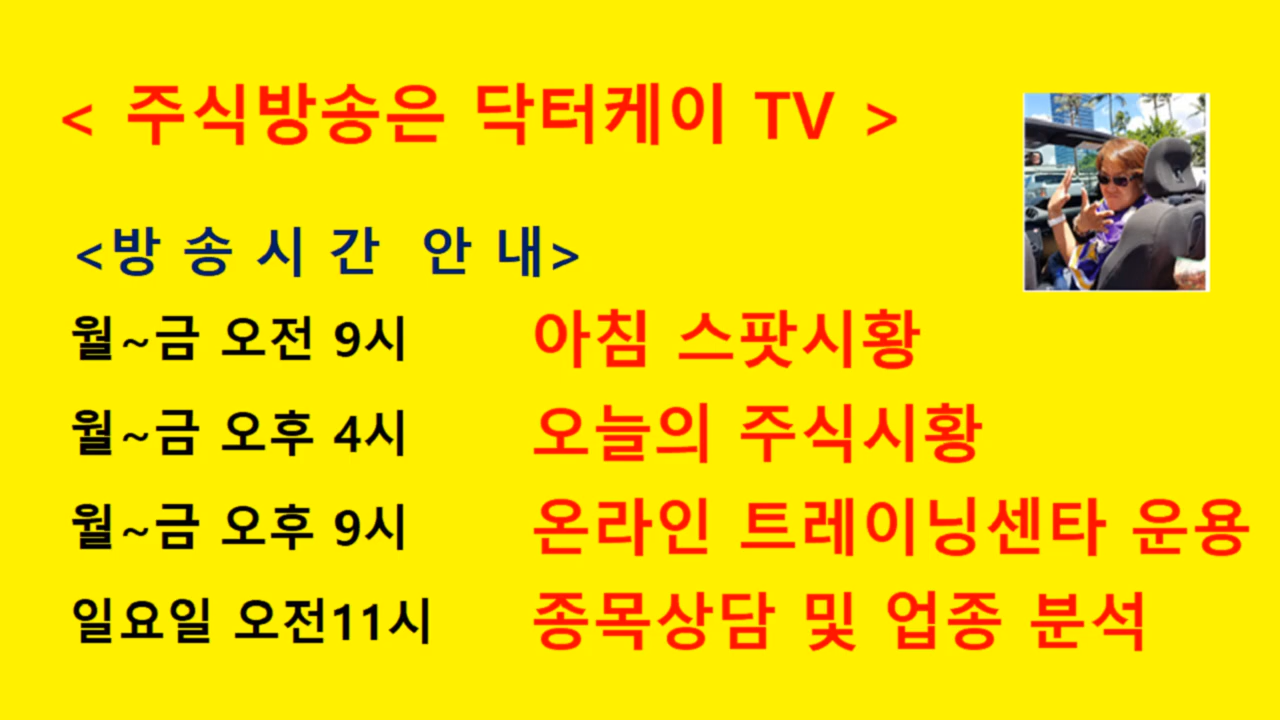 < 주식방송은 닥터케이 TV >
<방 송 시 간 안 내>
월~금 오전 9시 아침 스팟시황
월~금 오후 4시 오늘의 주식시황
월~금 오후 9시 온라인 트레이닝센타 운용
일요일 오전11시 종목상담 및 업종 분석